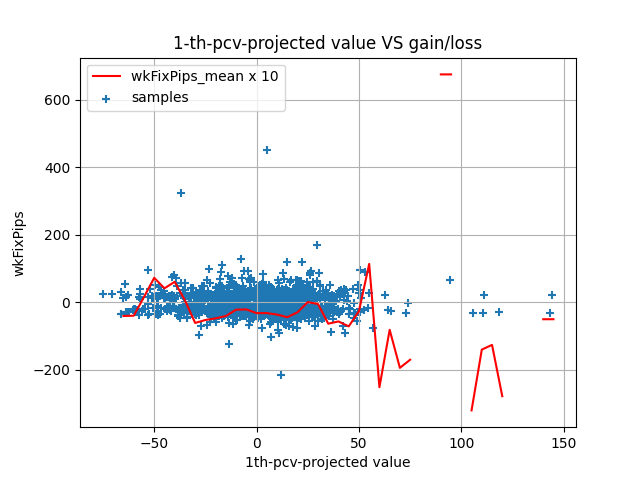 1-th-pcv-projected value VS gain/loss
wkFixPips_mean x 10
samples
600
400
200
0
−200
wkFixPips
−50
0
50
100
150
1th-pcv-projected value